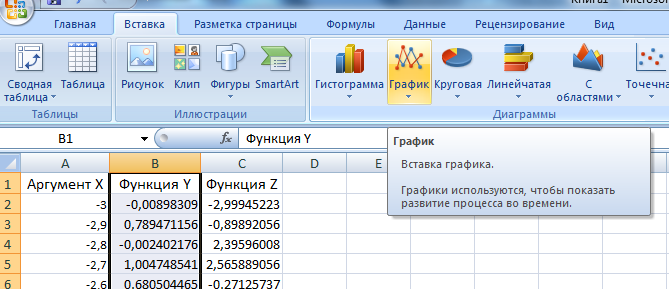 Книга1 - Microsoft
Вставка
Разметка страницы
Формулы
Данные
Рецензирование
Сводная таблица
Таблица
Рисунок
Клип
Фигуры
SmartArt
Гистограмма
График
Круговая
Линейчатая
С областями
Точечна
Таблицы
Иллюстрации
Диаграммы
B1
fx
Функция Y
График
Вставка графика.
Графики используются, чтобы показать
развитие процесса во времени.
A B C D E
1 Аргумент X Функция Y Функция Z
2 -3 -0,00898309 -2,99945223
3 -2,9 0,789471156 -0,89892056
4 -2,8 -0,002402176 2,39596008
5 -2,7 1,004748541 2,565889056
6 -2,6 0,680504465 -0,27125737